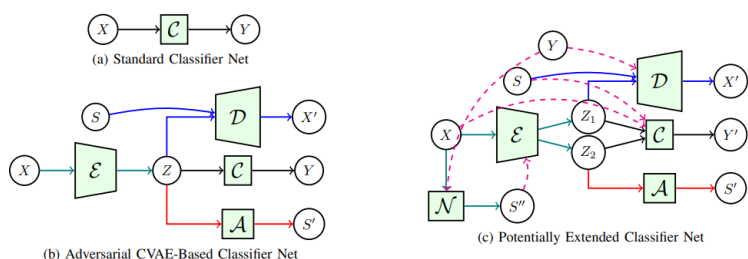 X C Y
(a) Standard Classifier Net
S D X′
X E Z C Y
A S′
(b) Adversarial CVAE-Based Classifier Net
Y
S D X′
X E Z₁ C Y′
Z₂
N S′′ A S′
(c) Potentially Extended Classifier Net